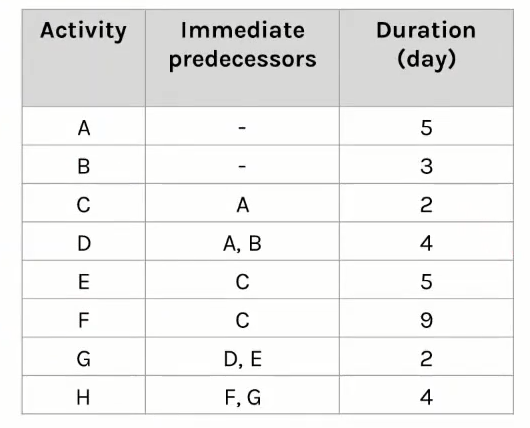 Activity Immediate predecessors Duration (day)
A - 5
B - 3
C A 2
D A, B 4
E C 5
F C 9
G D, E 2
H F, G 4